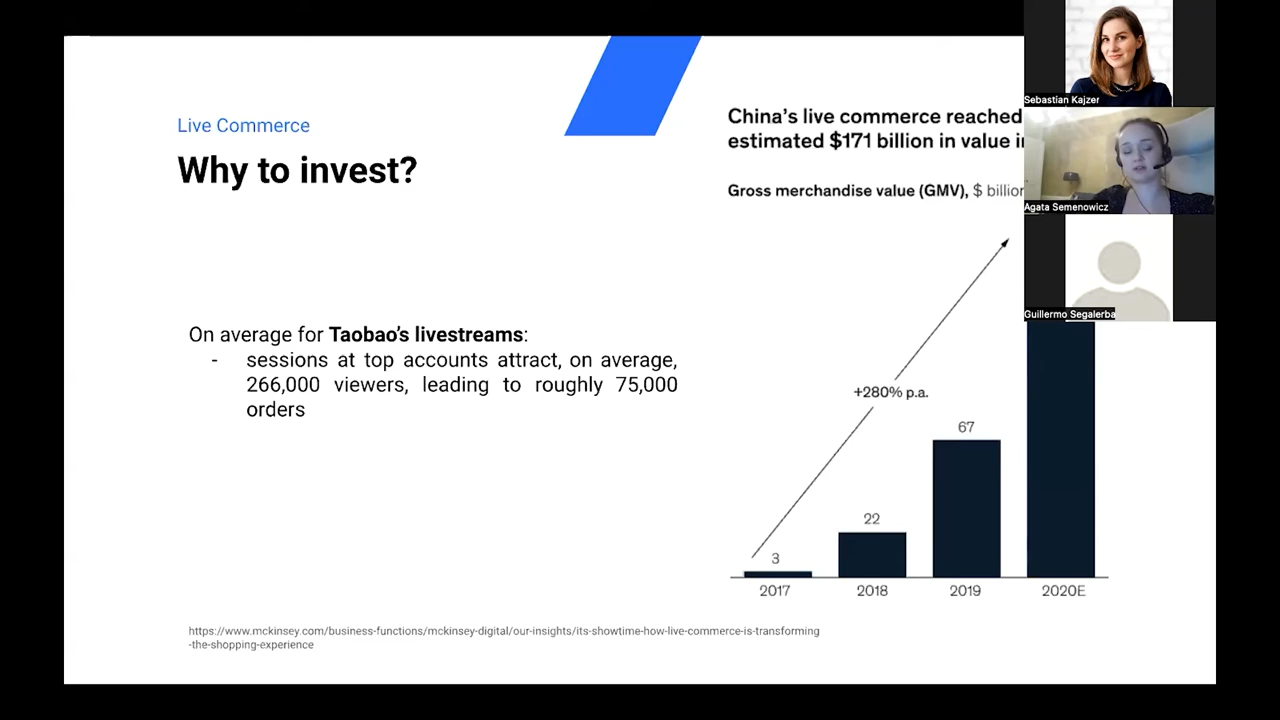 Live Commerce
Why to invest?
On average for Taobao's livestreams:
- sessions at top accounts attract, on average,
266,000 viewers, leading to roughly 75,000
orders
https://www.mckinsey.com/business-functions/mckinsey-digital/our-insights/its-showtime-how-live-commerce-is-transforming
-the-shopping-experience
China's live commerce reached
estimated $171 billion in value
Gross merchandise value (GMV), $ billion
+280% p.a.
3
22
67
2017
2018
2019
2020E
Sebastian Kajzer
Agata Semenowicz
Guillermo Segalerba